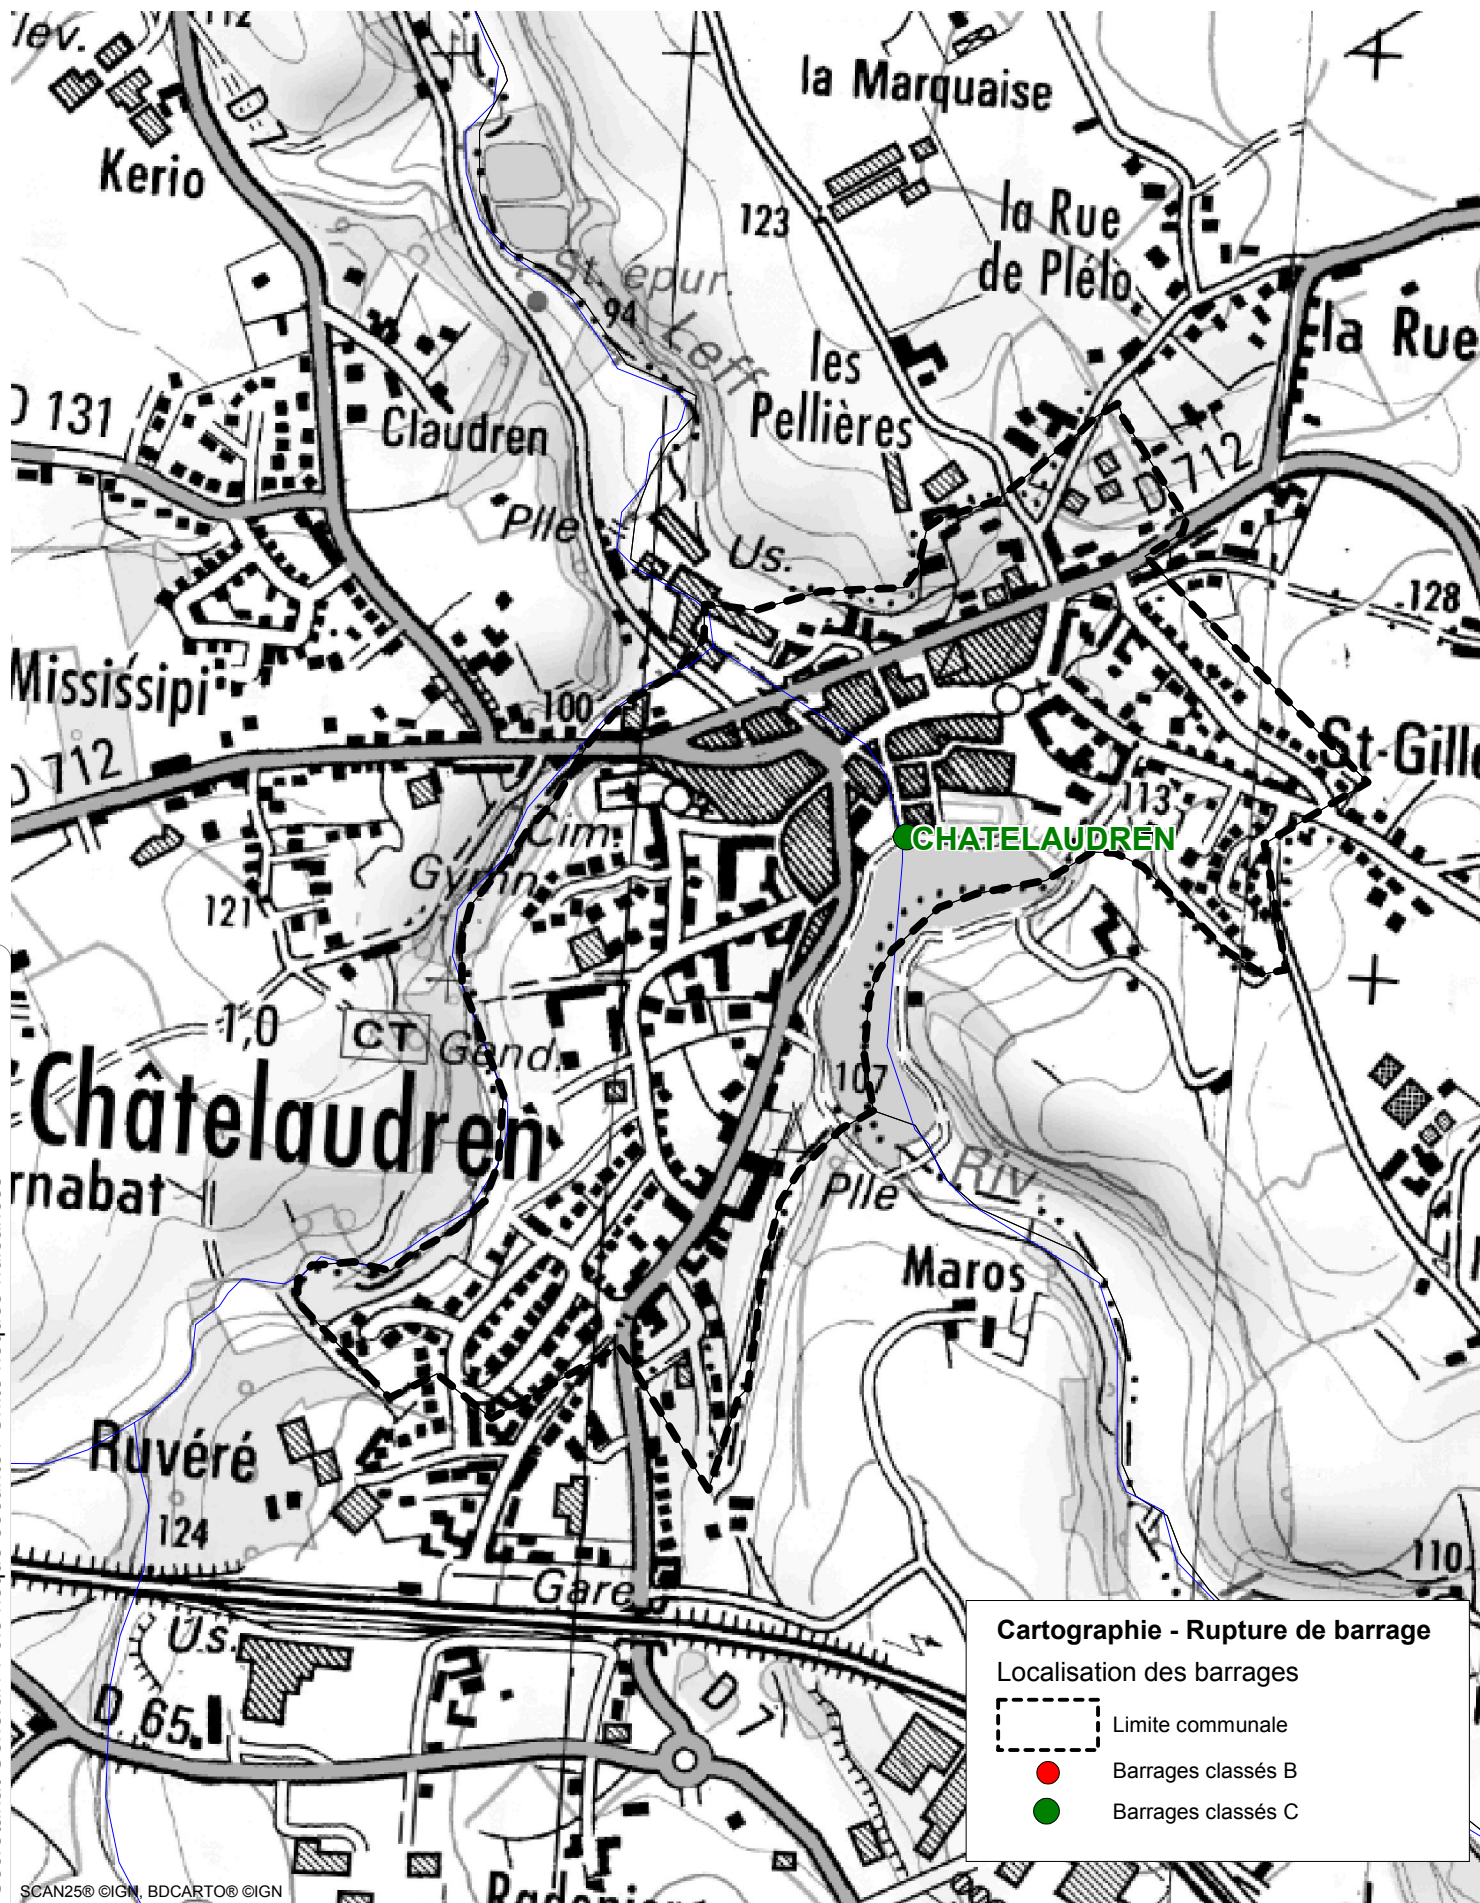 lev.
112
la Marquaise
Kerio
123
la Rue
de Plélo
St. épur.
94
Leff
la Rue
les
Pellières
D 131
Claudren
712
Plle
Us.
128
Mississipi
100
D 712
St-Gill
113
CHATELAUDREN
Cim.
Gymn.
121
1,0
CT
Gend.
107
Châtelaudren
rnabat
Plle
Riv.
Maros
Ruvéré
124
110
Gare
Us.
D 65
D 7
Cartographie - Rupture de barrage
Localisation des barrages
Limite communale
Barrages classés B
Barrages classés C
SCAN25® ©IGN, BDCARTO® ©IGN